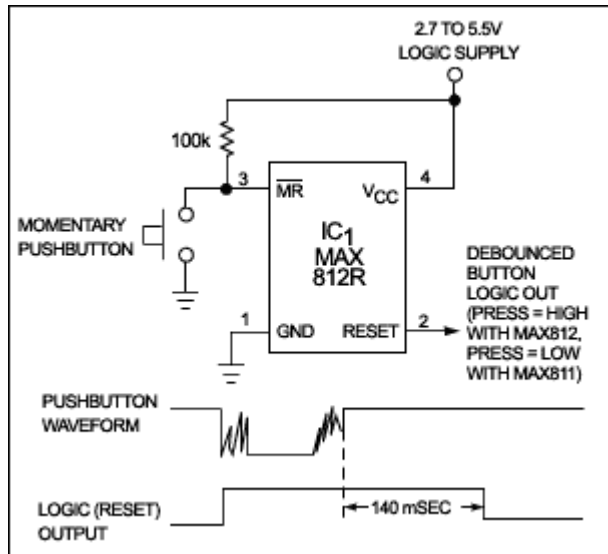 2.7 TO 5.5V
LOGIC SUPPLY
100k
3
MR
VCC
4
MOMENTARY
PUSHBUTTON
IC1
MAX
812R
DEBOUNCED
BUTTON
LOGIC OUT
(PRESS = HIGH
WITH MAX812,
PRESS = LOW
WITH MAX811)
1
GND
RESET
2
PUSHBUTTON
WAVEFORM
LOGIC (RESET)
OUTPUT
140 mSEC